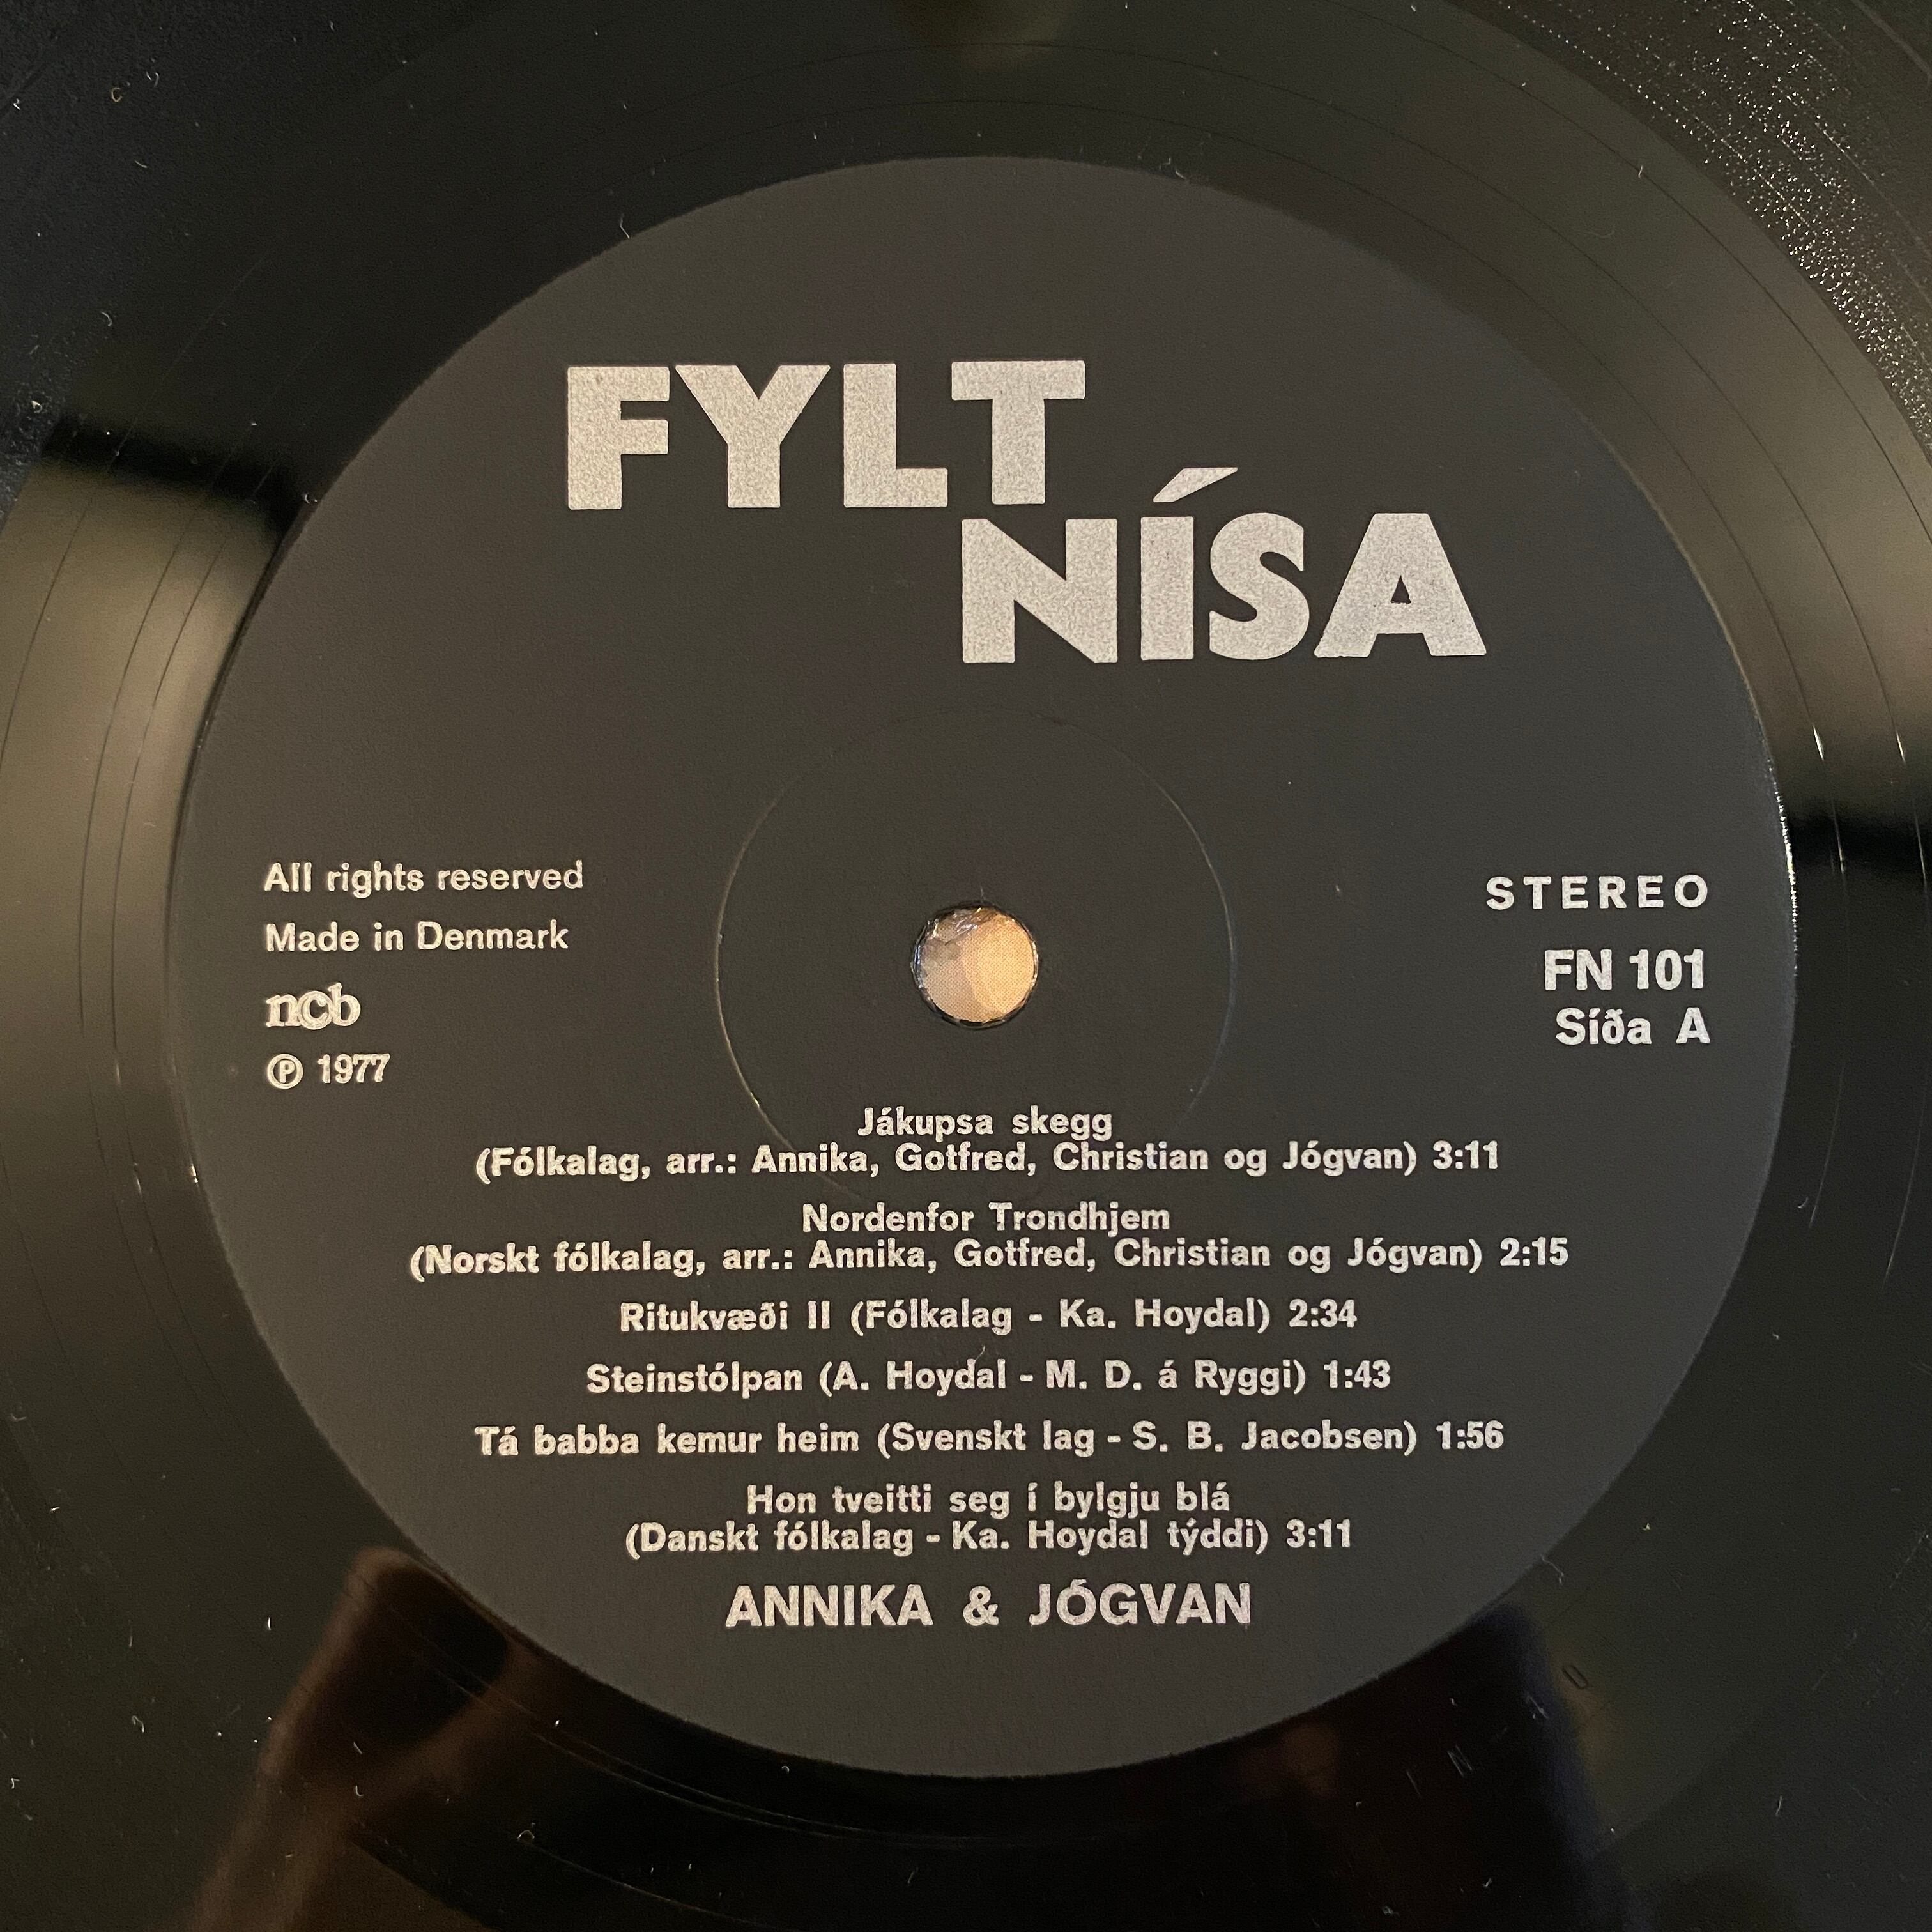 FYLT
NÍSA
All rights reserved
Made in Denmark
ncb
℗ 1977
STEREO
FN 101
Síða A
Jákupsa skegg
(Fólkalag, arr.: Annika, Gotfred, Christian og Jógvan) 3:11
Nordenfor Trondhjem
(Norskt fólkalag, arr.: Annika, Gotfred, Christian og Jógvan) 2:15
Ritukvæði II (Fólkalag - Ka. Hoydal) 2:34
Steinstólpan (A. Hoydal - M. D. á Ryggi) 1:43
Tá babba kemur heim (Svenskt lag - S. B. Jacobsen) 1:56
Hon tveitti seg í bylgju blá
(Danskt fólkalag - Ka. Hoydal týddi) 3:11
ANNIKA & JÓGVAN